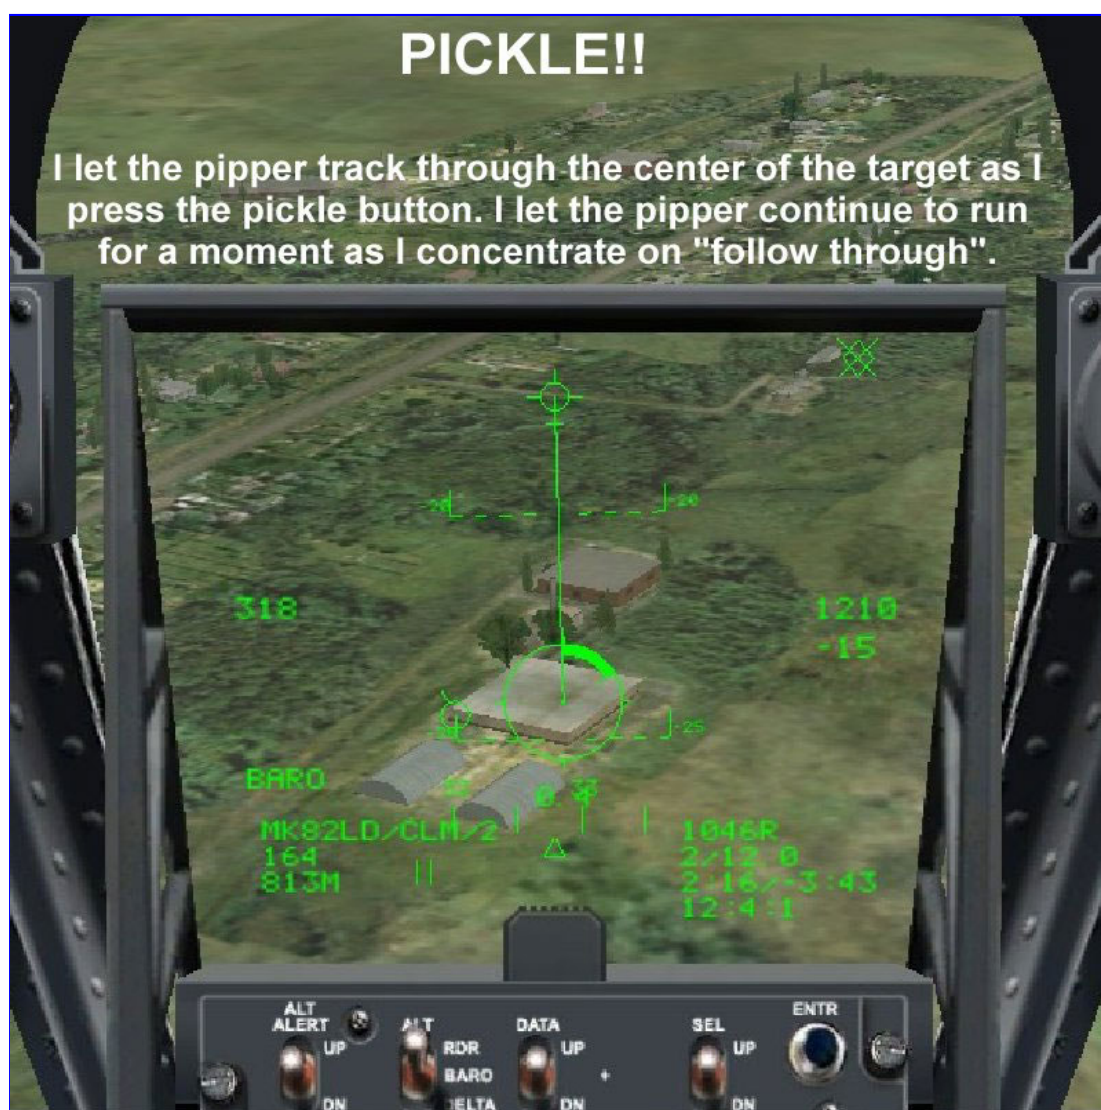 PICKLE!!
I let the pipper track through the center of the target as I
press the pickle button. I let the pipper continue to run
for a moment as I concentrate on "follow through".
-20 -20
318 1210
-15
-25
BARO
MK82LD/CLM/2 1046R
164 2/12.0
813M 2:16/-3:43
12:4:1
ALT ALERT ALT DATA SEL ENTR
UP RDR UP UP
BARO +
DN DELTA DN DN